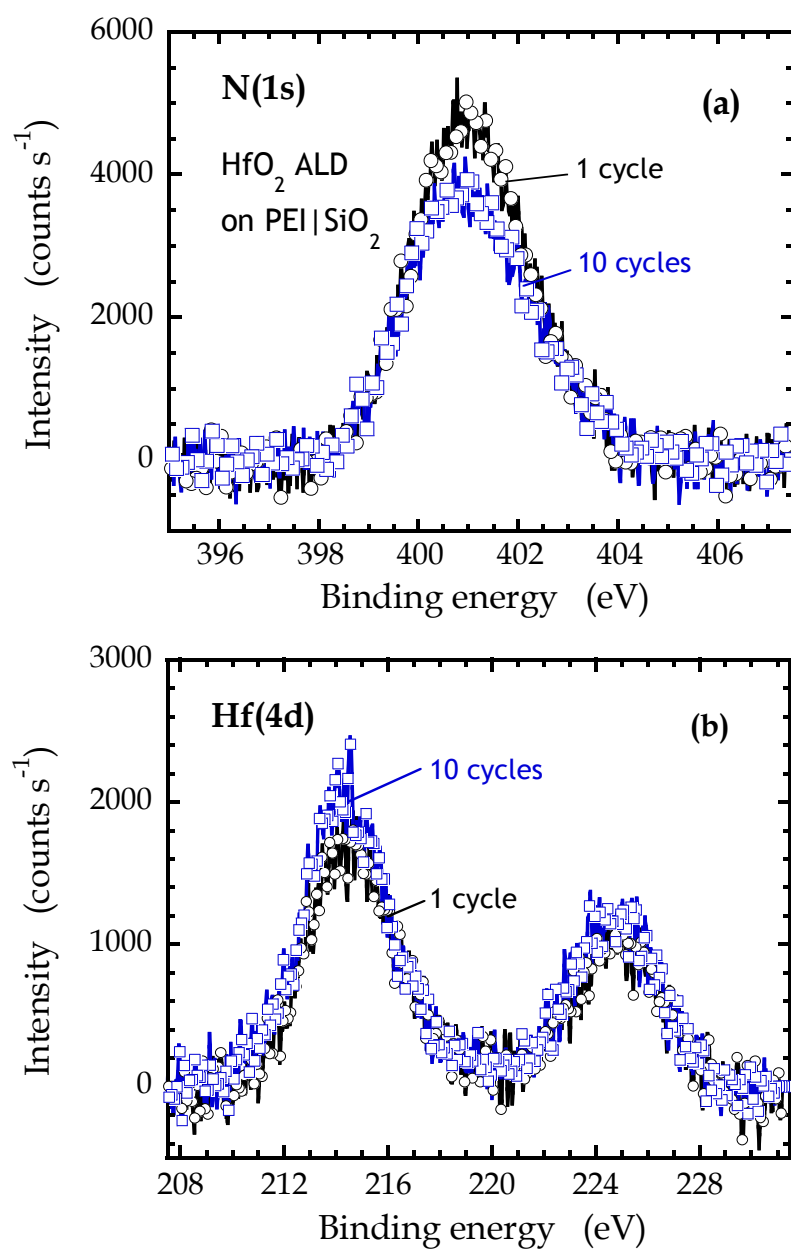 6000
N(1s)
(a)
HfO₂ ALD
on PEI|SiO₂
1 cycle
10 cycles
4000
2000
0
Intensity (counts s⁻¹)
396 398 400 402 404 406
Binding energy (eV)
3000
Hf(4d)
(b)
10 cycles
2000
1 cycle
1000
0
Intensity (counts s⁻¹)
208 212 216 220 224 228
Binding energy (eV)